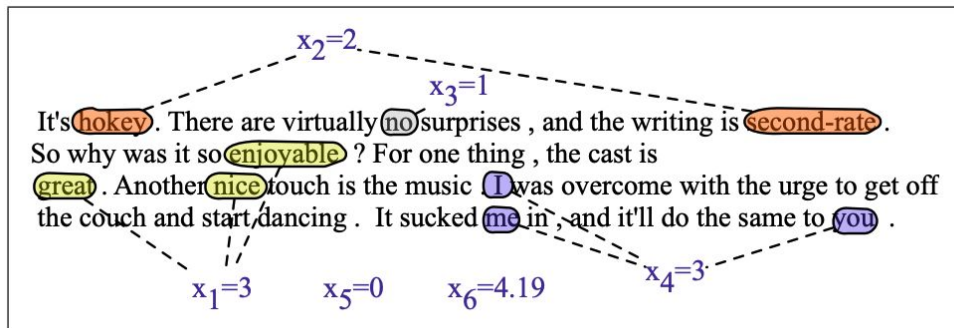 x2=2
x3=1
It's hokey . There are virtually no surprises , and the writing is second-rate .
So why was it so enjoyable ? For one thing , the cast is
great . Another nice touch is the music . I was overcome with the urge to get off
the couch and start dancing . It sucked me in , and it'll do the same to you .
x1=3 x5=0 x6=4.19 x4=3